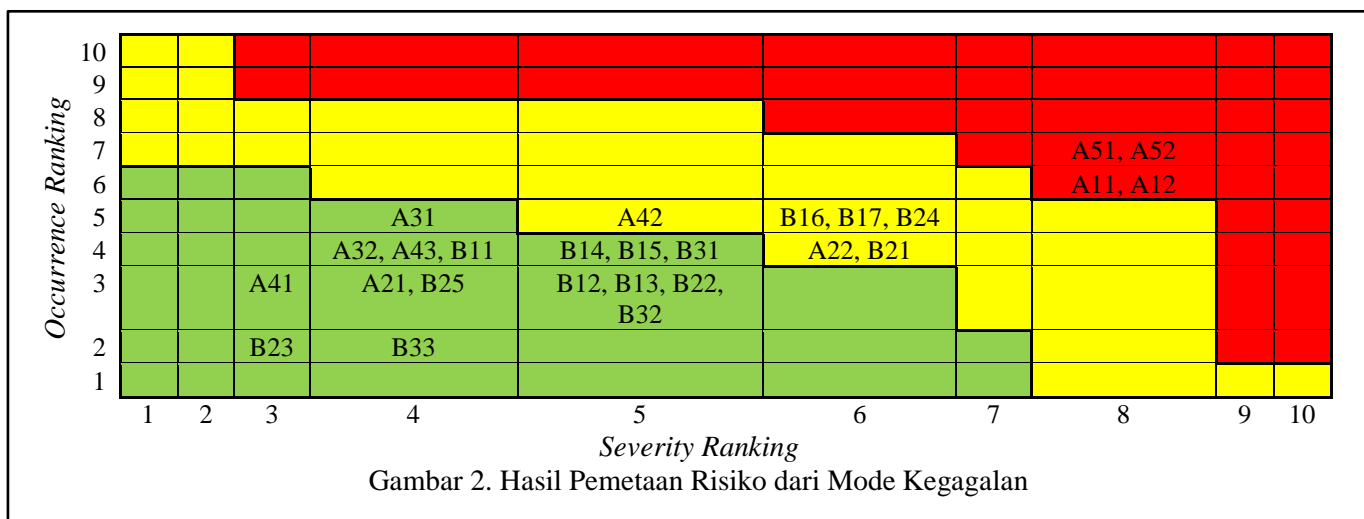 10
9
8
7 A51, A52
6 A11, A12
5 A31 A42 B16, B17, B24
4 A32, A43, B11 B14, B15, B31 A22, B21
3 A41 A21, B25 B12, B13, B22,
B32
2 B23 B33
1
Occurrence Ranking
1 2 3 4 5 6 7 8 9 10
Severity Ranking
Gambar 2. Hasil Pemetaan Risiko dari Mode Kegagalan